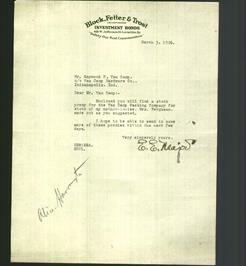 Block, Fetter & Trost
INVESTMENT BONDS
March 3, 1926.
Mr. Raymond P. Van Camp,
c/o Van Camp Hardware Co.,
Indianapolis, Ind.
Dear Mr. Van Camp:-
Enclosed you will find a stock
proxy for the Van Camp Packing Company for
stock of my mother-in-law, Mrs. Ferguson,
made out as you suggested.
I hope to be able to send in some
more of these proxies within the next few
days.
Very sincerely yours,